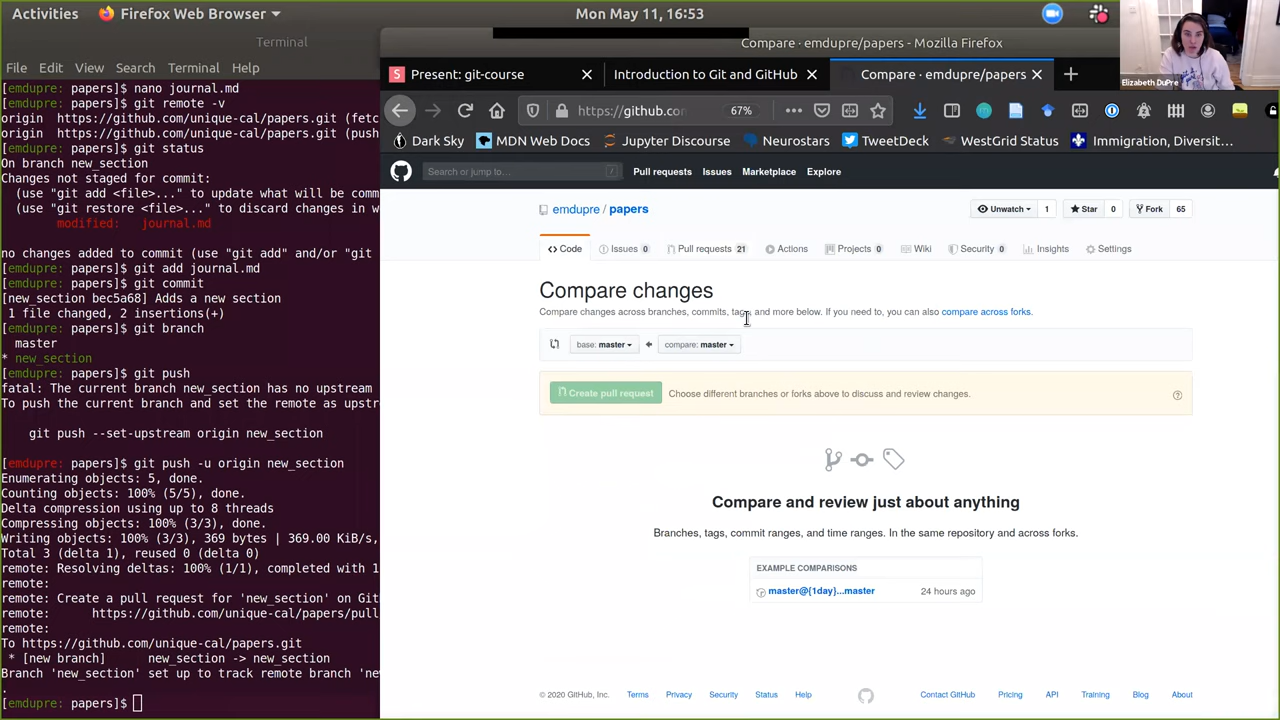 Activities
Firefox Web Browser
Mon May 11, 16:53
Terminal
File Edit View Search Terminal Help
[emdupre: papers]$ nano journal.md
[emdupre: papers]$ git remote -v
origin  https://github.com/unique-cal/papers.git (fetc
origin  https://github.com/unique-cal/papers.git (push
[emdupre: papers]$ git status
On branch new_section
Changes not staged for commit:
  (use "git add <file>..." to update what will be com
  (use "git restore <file>..." to discard changes in w
        modified:   journal.md
no changes added to commit (use "git add" and/or "git
[emdupre: papers]$ git add journal.md
[emdupre: papers]$ git commit
[new_section bec5a68] Adds a new section
 1 file changed, 2 insertions(+)
[emdupre: papers]$ git branch
  master
* new_section
[emdupre: papers]$ git push
fatal: The current branch new_section has no upstream
To push the current branch and set the remote as upstr
    git push --set-upstream origin new_section
[emdupre: papers]$ git push -u origin new_section
Enumerating objects: 5, done.
Counting objects: 100% (5/5), done.
Delta compression using up to 8 threads
Compressing objects: 100% (3/3), done.
Writing objects: 100% (3/3), 369 bytes | 369.00 KiB/s,
Total 3 (delta 1), reused 0 (delta 0)
remote: Resolving deltas: 100% (1/1), completed with 1
remote:
remote: Create a pull request for 'new_section' on Git
remote:      https://github.com/unique-cal/papers/pull
remote:
To https://github.com/unique-cal/papers.git
 * [new branch]      new_section -> new_section
Branch 'new_section' set up to track remote branch 'ne
.
[emdupre: papers]$
Compare · emdupre/papers - Mozilla Firefox
Elizabeth DuPre
S Present: git-course
Introduction to Git and GitHub
Compare · emdupre/papers
https://github.co
67%
Dark Sky
MDN Web Docs
Jupyter Discourse
Neurostars
TweetDeck
WestGrid Status
Immigration, Diversit...
Search or jump to... /
Pull requests Issues Marketplace Explore
emdupre / papers
Unwatch 1
Star 0
Fork 65
Code
Issues 0
Pull requests 21
Actions
Projects 0
Wiki
Security 0
Insights
Settings
Compare changes
Compare changes across branches, commits, tags, and more below. If you need to, you can also compare across forks.
base: master
compare: master
Create pull request
Choose different branches or forks above to discuss and review changes.
Compare and review just about anything
Branches, tags, commit ranges, and time ranges. In the same repository and across forks.
EXAMPLE COMPARISONS
master@{1day}...master
24 hours ago
© 2020 GitHub, Inc. Terms Privacy Security Status Help
Contact GitHub Pricing API Training Blog About